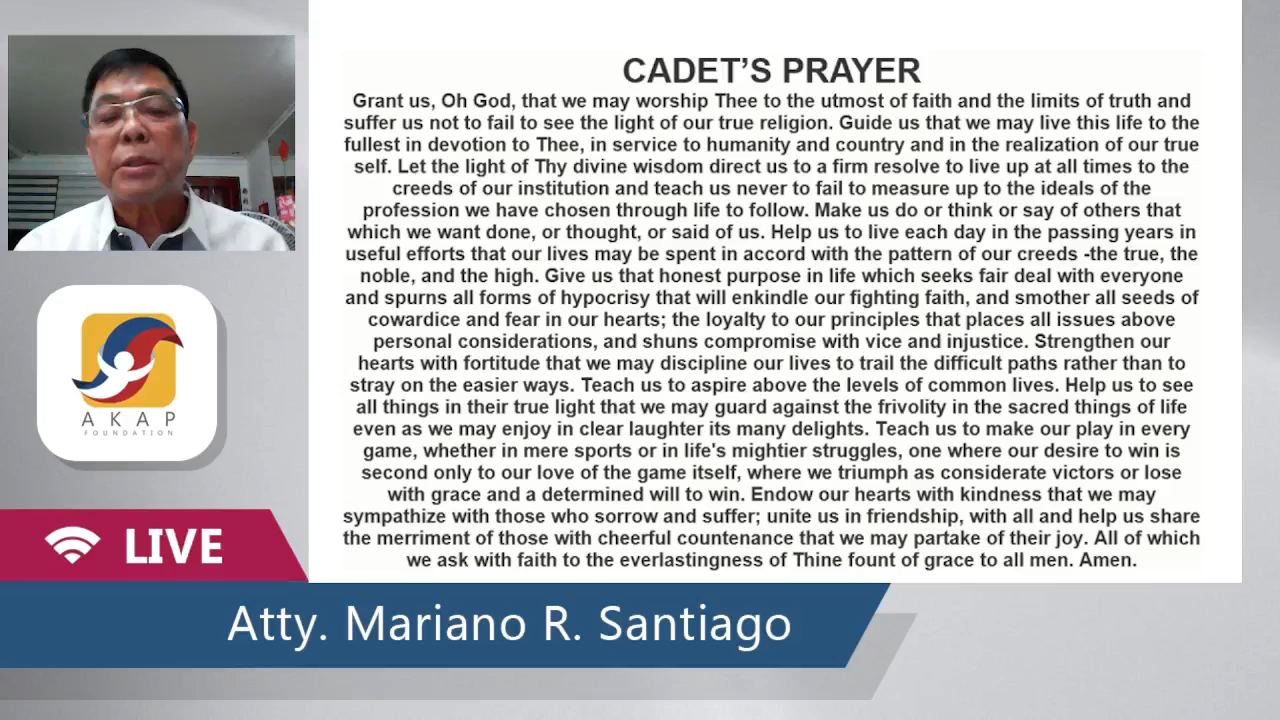 CADET'S PRAYER
Grant us, Oh God, that we may worship Thee to the utmost of faith and the limits of truth and
suffer us not to fail to see the light of our true religion. Guide us that we may live this life to the
fullest in devotion to Thee, in service to humanity and country and in the realization of our true
self. Let the light of Thy divine wisdom direct us to a firm resolve to live up at all times to the
creeds of our institution and teach us never to fail to measure up to the ideals of the
profession we have chosen through life to follow. Make us do or think or say of others that
which we want done, or thought, or said of us. Help us to live each day in the passing years in
useful efforts that our lives may be spent in accord with the pattern of our creeds -the true, the
noble, and the high. Give us that honest purpose in life which seeks fair deal with everyone
and spurns all forms of hypocrisy that will enkindle our fighting faith, and smother all seeds of
cowardice and fear in our hearts; the loyalty to our principles that places all issues above
personal considerations, and shuns compromise with vice and injustice. Strengthen our
hearts with fortitude that we may discipline our lives to trail the difficult paths rather than to
stray on the easier ways. Teach us to aspire above the levels of common lives. Help us to see
all things in their true light that we may guard against the frivolity in the sacred things of life
even as we may enjoy in clear laughter its many delights. Teach us to make our play in every
game, whether in mere sports or in life's mightier struggles, one where our desire to win is
second only to our love of the game itself, where we triumph as considerate victors or lose
with grace and a determined will to win. Endow our hearts with kindness that we may
sympathize with those who sorrow and suffer; unite us in friendship, with all and help us share
the merriment of those with cheerful countenance that we may partake of their joy. All of which
we ask with faith to the everlastingness of Thine fount of grace to all men. Amen.
AKAP
FOUNDATION
LIVE
Atty. Mariano R. Santiago